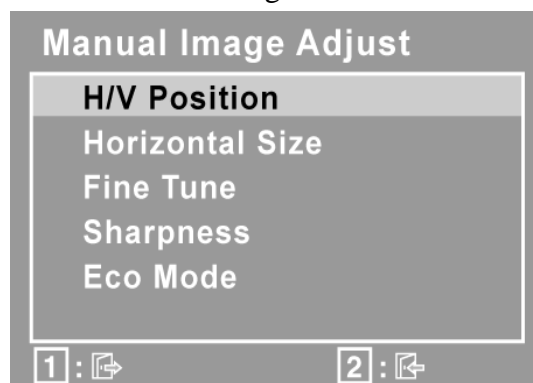 Manual Image Adjust
H/V Position
Horizontal Size
Fine Tune
Sharpness
Eco Mode
1 : 2 :